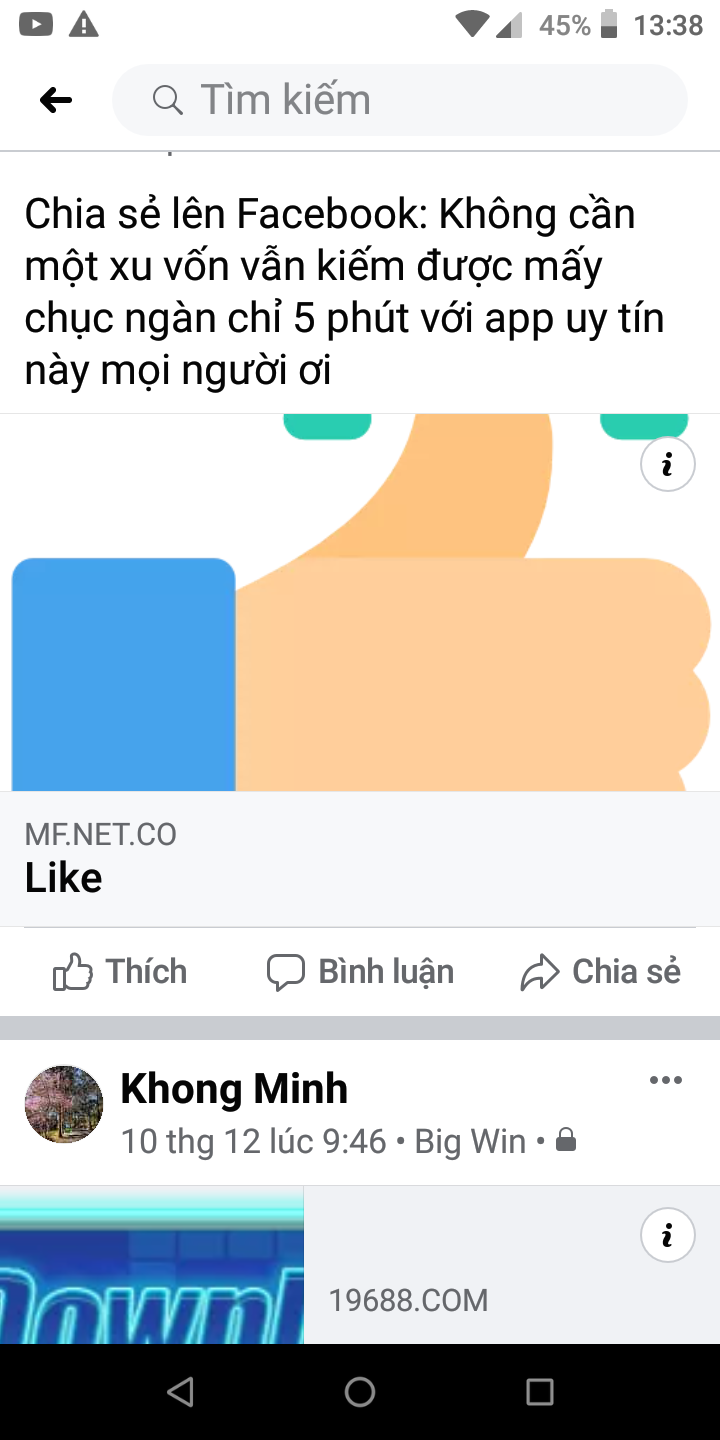 45% 13:38
Tìm kiếm
Chia sẻ lên Facebook: Không cần
một xu vốn vẫn kiếm được mấy
chục ngàn chỉ 5 phút với app uy tín
này mọi người ơi
MF.NET.CO
Like
Thích Bình luận Chia sẻ
Khong Minh
10 thg 12 lúc 9:46 • Big Win •
19688.COM